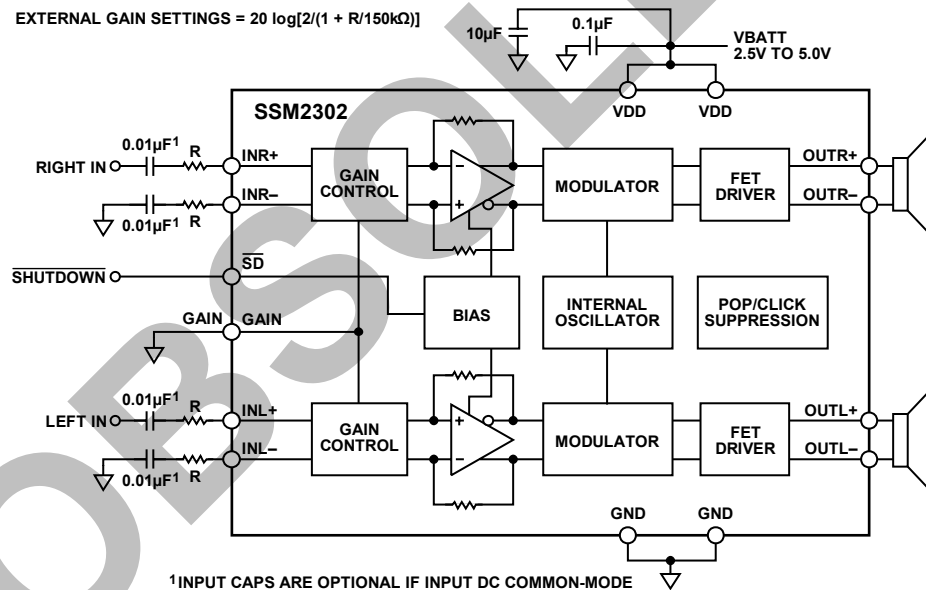 EXTERNAL GAIN SETTINGS = 20 log[2/(1 + R/150kΩ)]
10µF
0.1µF
VBATT
2.5V TO 5.0V
VDD
VDD
SSM2302
0.01µF¹
R
RIGHT IN
INR+
INR–
0.01µF¹
R
GAIN
CONTROL
MODULATOR
FET
DRIVER
OUTR+
OUTR–
SHUTDOWN
SD
BIAS
INTERNAL
OSCILLATOR
POP/CLICK
SUPPRESSION
GAIN
GAIN
0.01µF¹
R
LEFT IN
INL+
INL–
0.01µF¹
R
GAIN
CONTROL
MODULATOR
FET
DRIVER
OUTL+
OUTL–
GND
GND
¹INPUT CAPS ARE OPTIONAL IF INPUT DC COMMON-MODE
OBSOLE